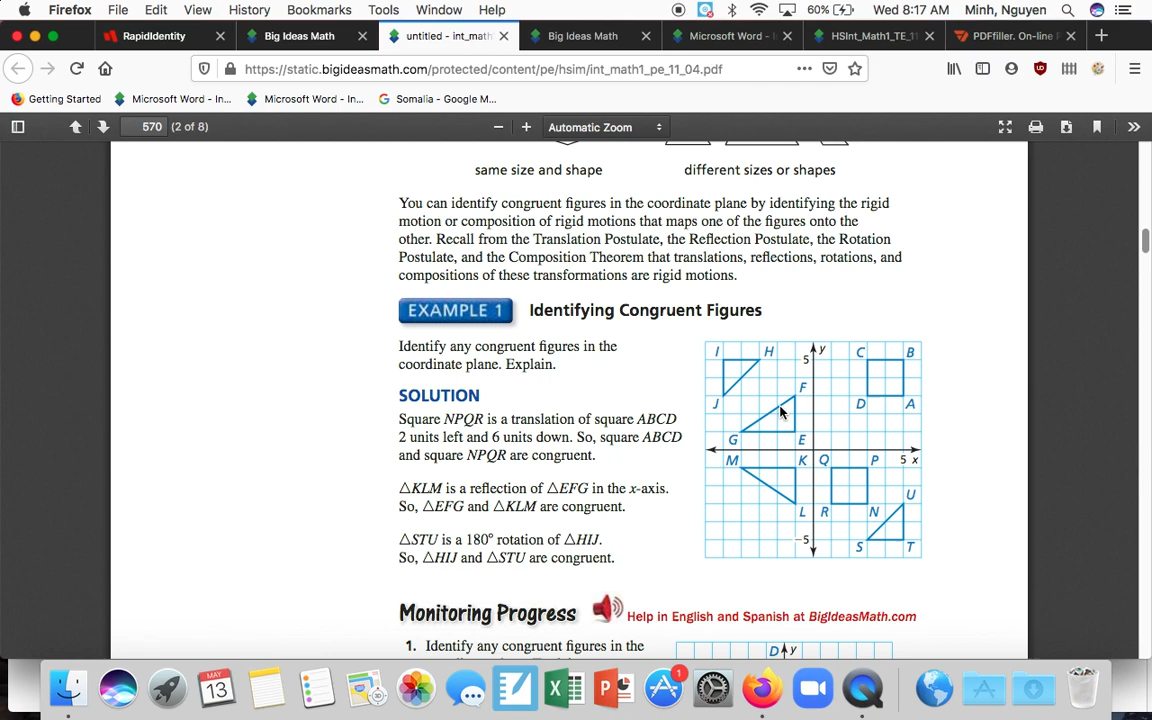 Firefox File Edit View History Bookmarks Tools Window Help 60% Wed 8:17 AM Minh, Nguyen
RapidIdentity Big Ideas Math untitled - int_math Big Ideas Math Microsoft Word - HSInt_Math1_TE_11 PDFfiller. On-line P
https://static.bigideasmath.com/protected/content/pe/hsim/int_math1_pe_11_04.pdf
Getting Started Microsoft Word - In... Microsoft Word - In... Somalia - Google M...
570 (2 of 8) Automatic Zoom
same size and shape different sizes or shapes
You can identify congruent figures in the coordinate plane by identifying the rigid
motion or composition of rigid motions that maps one of the figures onto the
other. Recall from the Translation Postulate, the Reflection Postulate, the Rotation
Postulate, and the Composition Theorem that translations, reflections, rotations, and
compositions of these transformations are rigid motions.
EXAMPLE 1 Identifying Congruent Figures
Identify any congruent figures in the
coordinate plane. Explain.
SOLUTION
Square NPQR is a translation of square ABCD
2 units left and 6 units down. So, square ABCD
and square NPQR are congruent.
△KLM is a reflection of △EFG in the x-axis.
So, △EFG and △KLM are congruent.
△STU is a 180° rotation of △HIJ.
So, △HIJ and △STU are congruent.
I H 5 y C B
F
J D A
G E
M K Q P 5 x
U
L R N
-5 S T
Monitoring Progress Help in English and Spanish at BigIdeasMath.com
1. Identify any congruent figures in the
D y
MAY
13
1